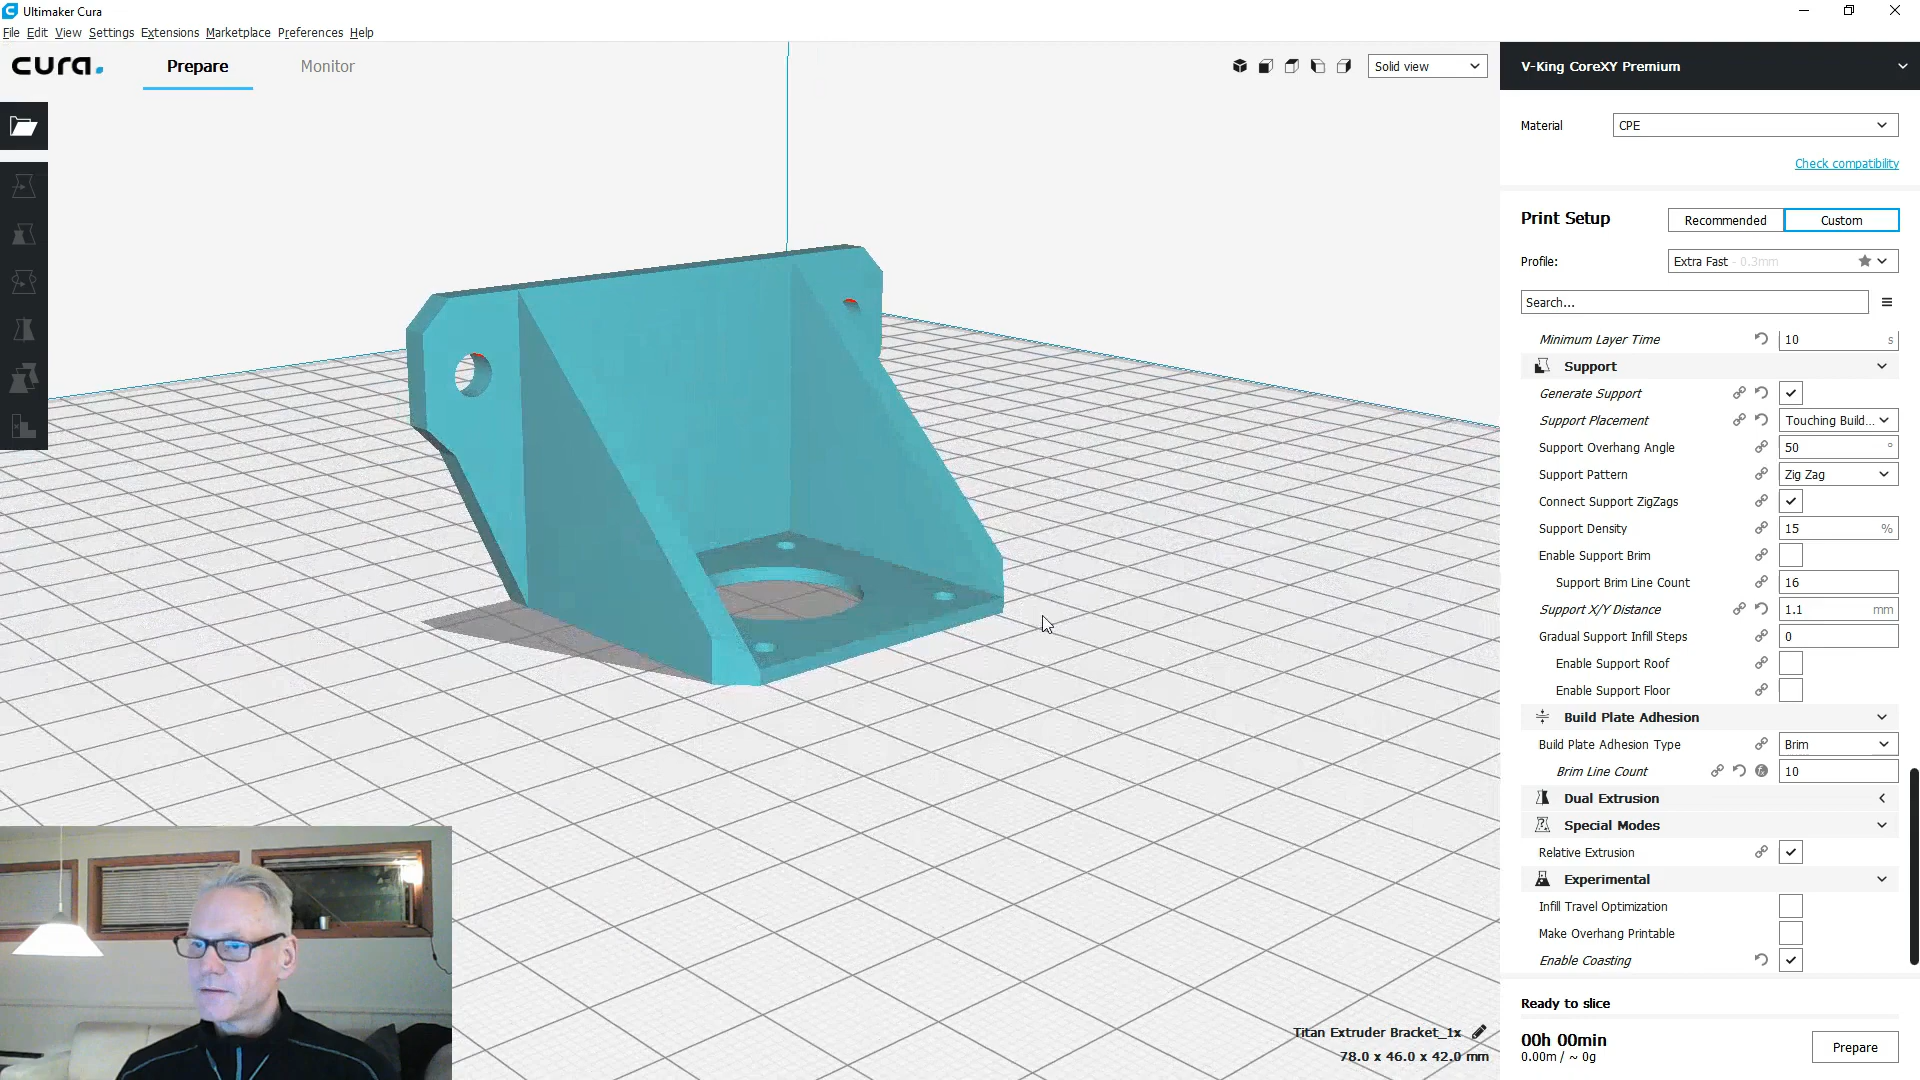 Ultimaker Cura
File Edit View Settings Extensions Marketplace Preferences Help
cura. Prepare Monitor Solid view V-King CoreXY Premium
Material CPE
Check compatibility
Print Setup Recommended Custom
Profile: Extra Fast - 0.3mm
Search...
Minimum Layer Time 10 s
Support
Generate Support
Support Placement Touching Build...
Support Overhang Angle 50 °
Support Pattern Zig Zag
Connect Support ZigZags
Support Density 15 %
Enable Support Brim
Support Brim Line Count 16
Support X/Y Distance 1.1 mm
Gradual Support Infill Steps 0
Enable Support Roof
Enable Support Floor
Build Plate Adhesion
Build Plate Adhesion Type Brim
Brim Line Count 10
Dual Extrusion
Special Modes
Relative Extrusion
Experimental
Infill Travel Optimization
Make Overhang Printable
Enable Coasting
Ready to slice
Titan Extruder Bracket_1x 00h 00min
78.0 x 46.0 x 42.0 mm 0.00m / ~ 0g Prepare